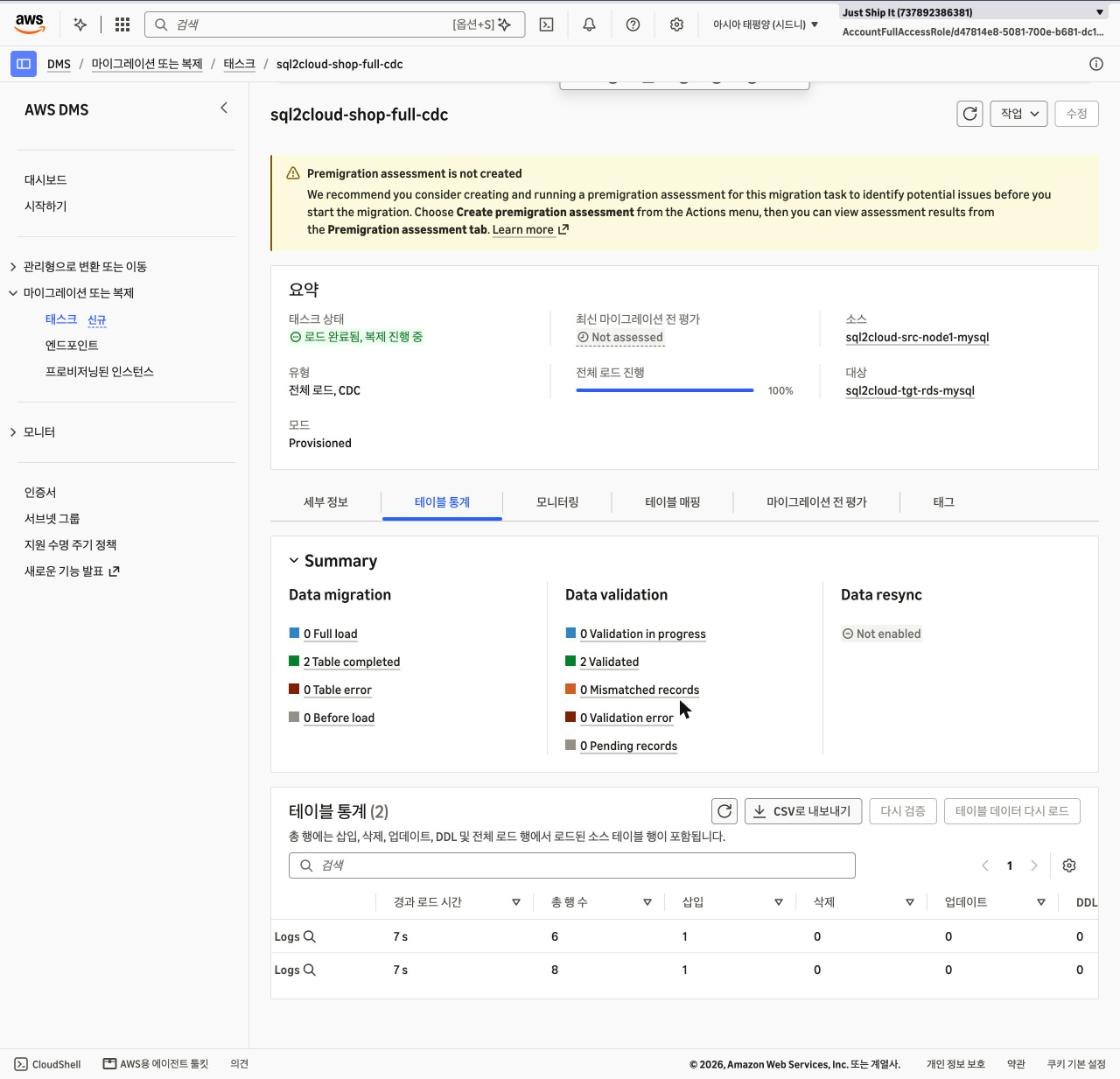 aws
검색
[옵션+S]
아시아 태평양 (시드니) ▼
Just Ship It (737892386381) ▼
AccountFullAccessRole/d47814e8-5081-700e-b681-dc1...
DMS / 마이그레이션 또는 복제 / 태스크 / sql2cloud-shop-full-cdc
AWS DMS
대시보드
시작하기
관리형으로 변환 또는 이동
마이그레이션 또는 복제
태스크 신규
엔드포인트
프로비저닝된 인스턴스
모니터
인증서
서브넷 그룹
지원 수명 주기 정책
새로운 기능 발표
sql2cloud-shop-full-cdc
작업
수정
Premigration assessment is not created
We recommend you consider creating and running a premigration assessment for this migration task to identify potential issues before you
start the migration. Choose Create premigration assessment from the Actions menu, then you can view assessment results from
the Premigration assessment tab. Learn more
요약
태스크 상태
로드 완료됨, 복제 진행 중
최신 마이그레이션 전 평가
Not assessed
소스
sql2cloud-src-node1-mysql
유형
전체 로드, CDC
전체 로드 진행
100%
대상
sql2cloud-tgt-rds-mysql
모드
Provisioned
세부 정보
테이블 통계
모니터링
테이블 매핑
마이그레이션 전 평가
태그
Summary
Data migration
0 Full load
2 Table completed
0 Table error
0 Before load
Data validation
0 Validation in progress
2 Validated
0 Mismatched records
0 Validation error
0 Pending records
Data resync
Not enabled
테이블 통계 (2)
CSV로 내보내기
다시 검증
테이블 데이터 다시 로드
총 행에는 삽입, 삭제, 업데이트, DDL 및 전체 로드 행에서 로드된 소스 테이블 행이 포함됩니다.
검색
1
경과 로드 시간 총 행 수 삽입 삭제 업데이트 DDL
Logs 7 s 6 1 0 0 0
Logs 7 s 8 1 0 0 0
CloudShell
AWS용 에이전트 툴킷
의견
© 2026, Amazon Web Services, Inc. 또는 계열사.
개인 정보 보호
약관
쿠키 기본 설정